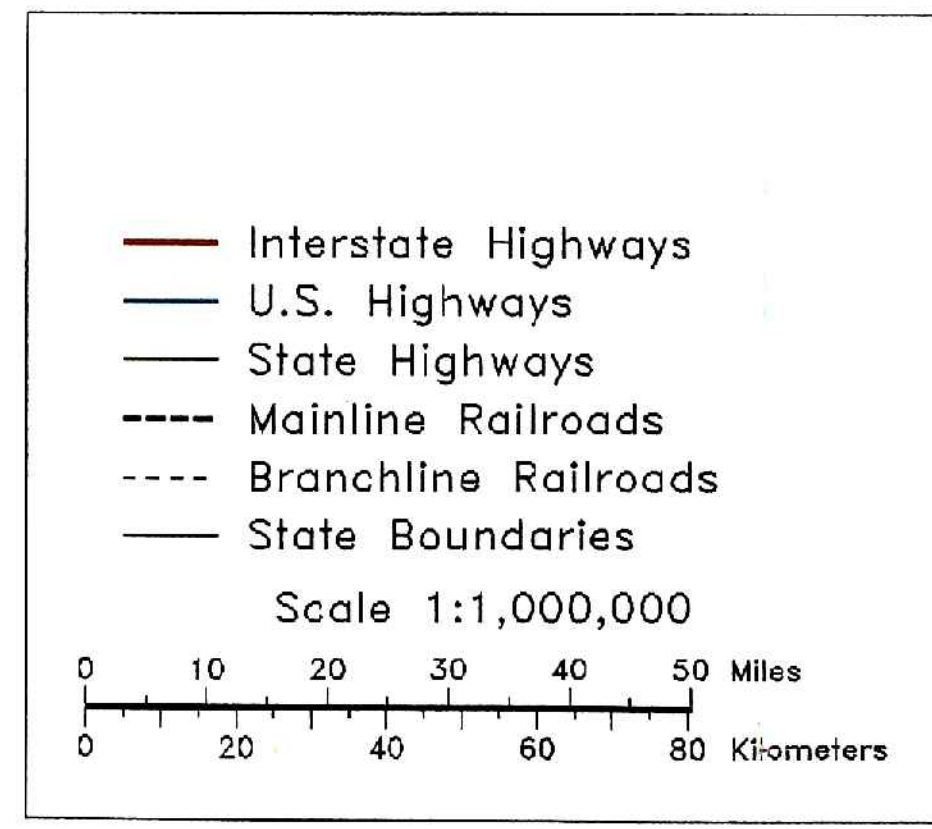 Interstate Highways
U.S. Highways
State Highways
Mainline Railroads
Branchline Railroads
State Boundaries
Scale 1:1,000,000
0 10 20 30 40 50 Miles
0 20 40 60 80 Kilometers